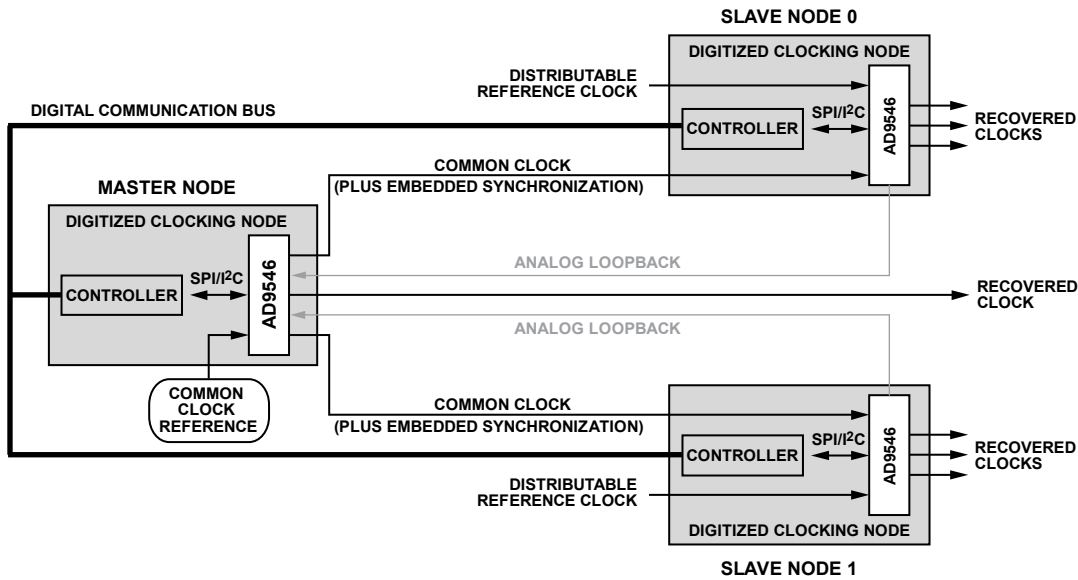 SLAVE NODE 0
DIGITIZED CLOCKING NODE
DISTRIBUTABLE
REFERENCE CLOCK
DIGITAL COMMUNICATION BUS
CONTROLLER
SPI/I2C
AD9546
RECOVERED
CLOCKS
COMMON CLOCK
(PLUS EMBEDDED SYNCHRONIZATION)
MASTER NODE
DIGITIZED CLOCKING NODE
ANALOG LOOPBACK
CONTROLLER
SPI/I2C
AD9546
RECOVERED
CLOCK
ANALOG LOOPBACK
COMMON
CLOCK
REFERENCE
COMMON CLOCK
(PLUS EMBEDDED SYNCHRONIZATION)
CONTROLLER
SPI/I2C
AD9546
RECOVERED
CLOCKS
DISTRIBUTABLE
REFERENCE CLOCK
DIGITIZED CLOCKING NODE
SLAVE NODE 1